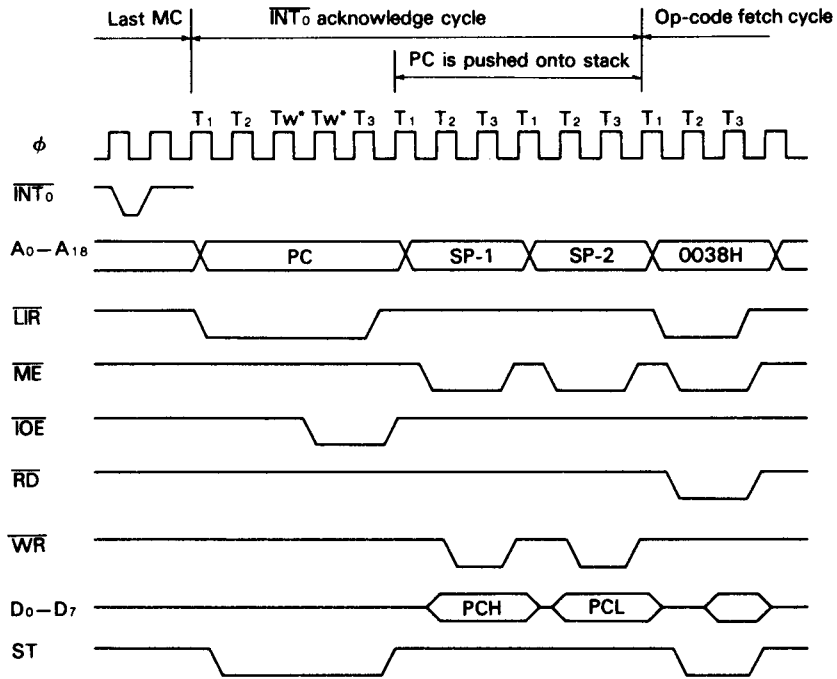 Last MC
INT₀ acknowledge cycle
Op-code fetch cycle
PC is pushed onto stack
T₁ T₂ Tw* Tw* T₃ T₁ T₂ T₃ T₁ T₂ T₃ T₁ T₂ T₃
φ
INT₀
A₀—A₁₈ PC SP-1 SP-2 0038H
LIR
ME
IOE
RD
WR
D₀—D₇ PCH PCL
ST